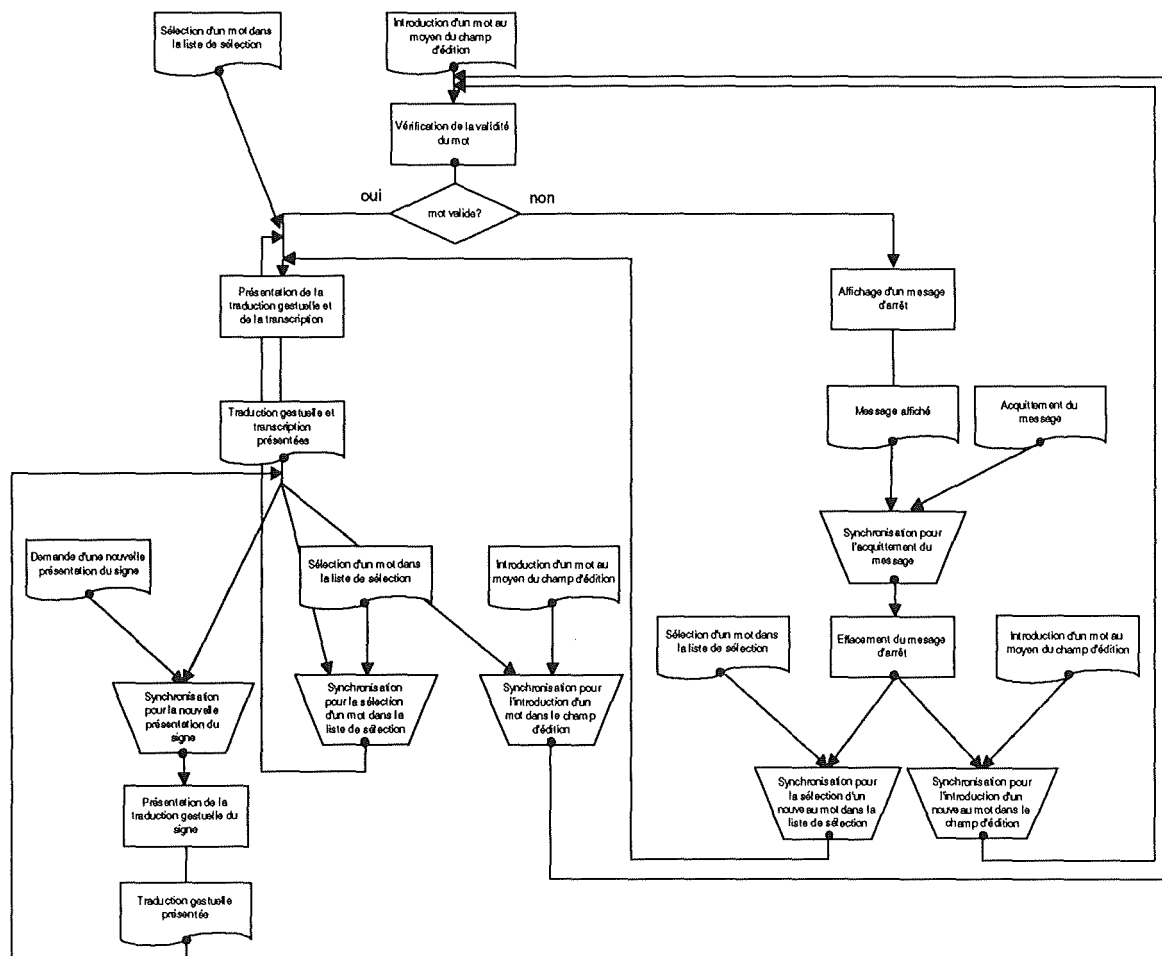 Sélection d'un mot dans
la liste de sélection
Introduction d'un mot au
moyen du champ
d'édition
Vérification de la validité
du mot
oui
mot valide?
non
Présentation de la
traduction gestuelle et
de la transcription
Affichage d'un message
d'arrêt
Traduction gestuelle et
transcription
présentées
Message affiché
Acquittement du
message
Synchronisation pour
l'acquittement du
message
Demande d'une nouvelle
présentation du signe
Sélection d'un mot dans
la liste de sélection
Introduction d'un mot au
moyen du champ d'édition
Sélection d'un mot dans
la liste de sélection
Effacement du mesage
d'arrêt
Introduction d'un mot au
moyen du champ d'édition
Synchronisation
pour la nouvelle
présentation du
signe
Synchronisation
pour la sélection
d'un mot dans la
liste de sélection
Synchronisation pour
l'introduction d'un
mot dans le champ
d'édition
Synchronisation pour
la sélection d'un
nouveau mot dans la
liste de sélection
Synchronisation pour
l'introduction d'un
nouveau mot dans le
champ d'édition
Présentation de la
traduction gestuelle du
signe
Traduction gestuelle
présentée